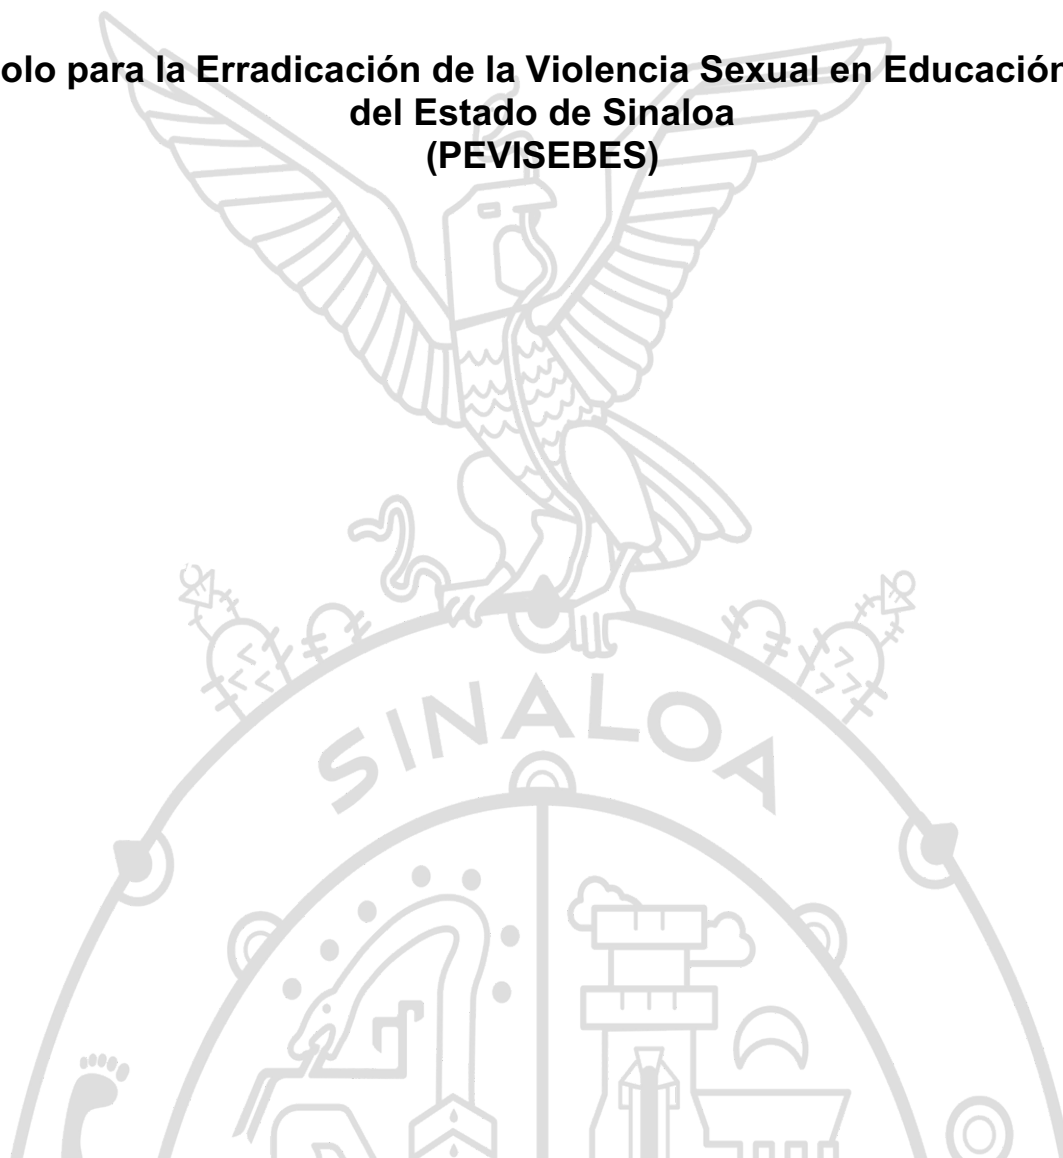 olo para la Erradicación de la Violencia Sexual en Educación
del Estado de Sinaloa
(PEVISEBES)
SINALOA